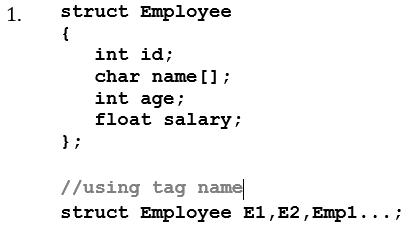 1. struct Employee
{
int id;
char name[];
int age;
float salary;
};
//using tag name
struct Employee E1,E2,Emp1...;